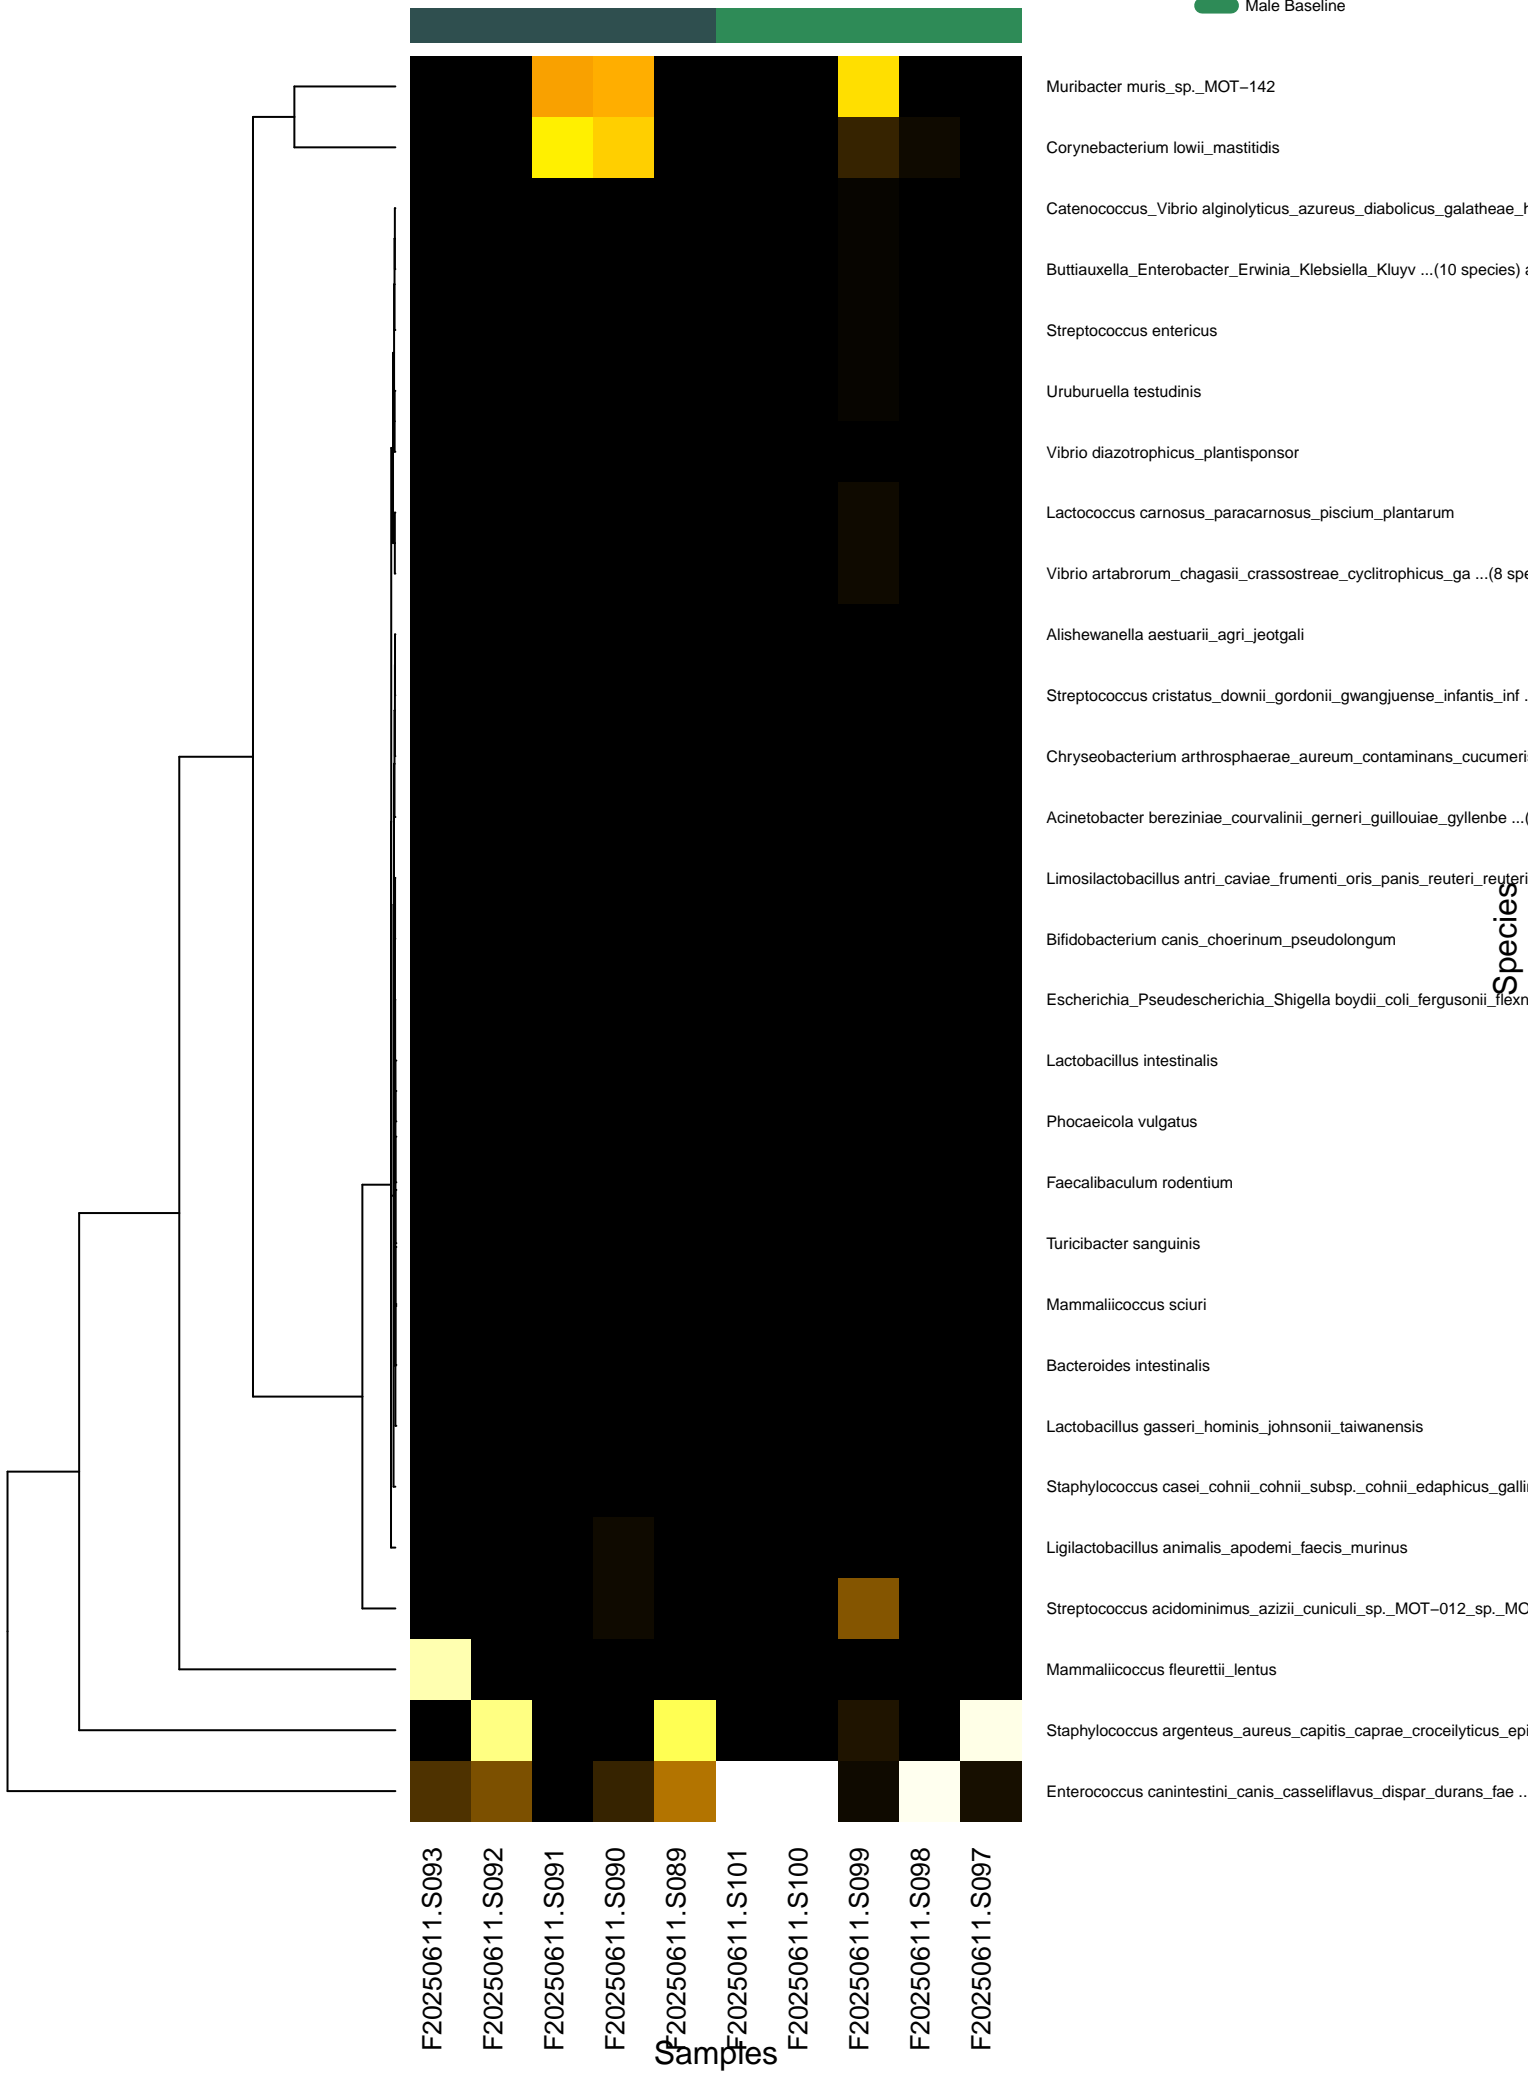 Male Baseline
Muribacter muris_sp._MOT−142
Corynebacterium lowii_mastitidis
Catenococcus_Vibrio alginolyticus_azureus_diabolicus_galatheae_h
Buttiauxella_Enterobacter_Erwinia_Klebsiella_Kluyv ...(10 species) a
Streptococcus entericus
Uruburuella testudinis
Vibrio diazotrophicus_plantisponsor
Lactococcus carnosus_paracarnosus_piscium_plantarum
Vibrio artabrorum_chagasii_crassostreae_cyclitrophicus_ga ...(8 spe
Alishewanella aestuarii_agri_jeotgali
Streptococcus cristatus_downii_gordonii_gwangjuense_infantis_inf .
Chryseobacterium arthrosphaerae_aureum_contaminans_cucumeris
Acinetobacter bereziniae_courvalinii_gerneri_guillouiae_gyllenbe ...(
Limosilactobacillus antri_caviae_frumenti_oris_panis_reuteri_reuteri
Bifidobacterium canis_choerinum_pseudolongum
Species
Escherichia_Pseudescherichia_Shigella boydii_coli_fergusonii_flexn
Lactobacillus intestinalis
Phocaeicola vulgatus
Faecalibaculum rodentium
Turicibacter sanguinis
Mammaliicoccus sciuri
Bacteroides intestinalis
Lactobacillus gasseri_hominis_johnsonii_taiwanensis
Staphylococcus casei_cohnii_cohnii_subsp._cohnii_edaphicus_galli
Ligilactobacillus animalis_apodemi_faecis_murinus
Streptococcus acidominimus_azizii_cuniculi_sp._MOT−012_sp._MO
Mammaliicoccus fleurettii_lentus
Staphylococcus argenteus_aureus_capitis_caprae_croceilyticus_epi
Enterococcus canintestini_canis_casseliflavus_dispar_durans_fae ..
F20250611.S093
F20250611.S092
F20250611.S091
F20250611.S090
F20250611.S089
F20250611.S101
F20250611.S100
F20250611.S099
F20250611.S098
F20250611.S097
Samples